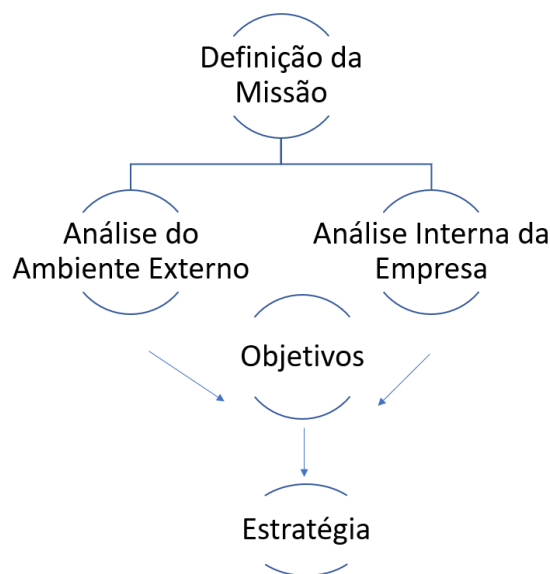 Definição da
Missão
Análise do
Ambiente Externo
Análise Interna da
Empresa
Objetivos
Estratégia